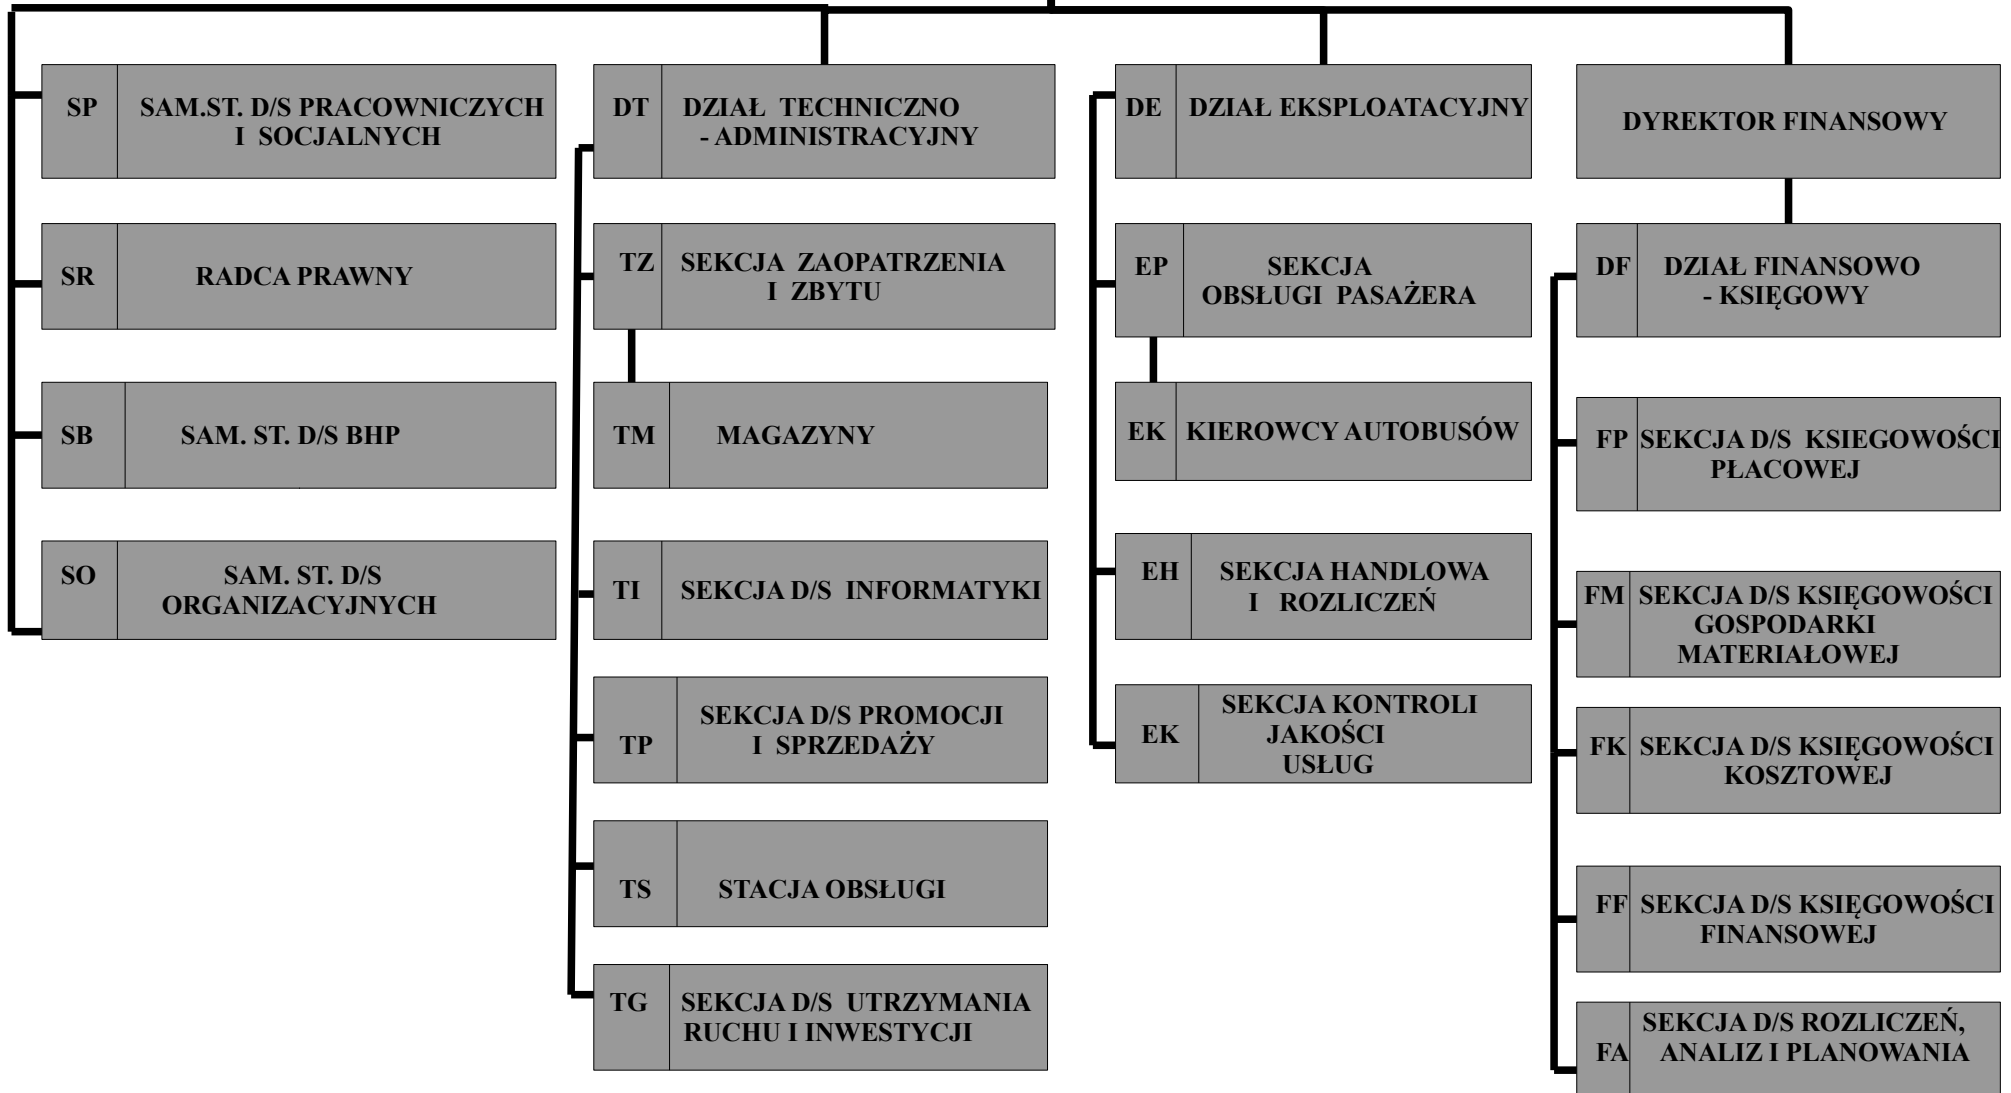 SP
SAM.ST. D/S PRACOWNICZYCH
I SOCJALNYCH
SR
RADCA PRAWNY
SB
SAM. ST. D/S BHP
SO
SAM. ST. D/S
ORGANIZACYJNYCH
DT
DZIAŁ TECHNICZNO
- ADMINISTRACYJNY
TZ
SEKCJA ZAOPATRZENIA
I ZBYTU
TM
MAGAZYNY
TI
SEKCJA D/S INFORMATYKI
TP
SEKCJA D/S PROMOCJI
I SPRZEDAŻY
TS
STACJA OBSŁUGI
TG
SEKCJA D/S UTRZYMANIA
RUCHU I INWESTYCJI
DE
DZIAŁ EKSPLOATACYJNY
EP
SEKCJA
OBSŁUGI PASAŻERA
EK
KIEROWCY AUTOBUSÓW
EH
SEKCJA HANDLOWA
I ROZLICZEŃ
EK
SEKCJA KONTROLI
JAKOŚCI
USŁUG
DYREKTOR FINANSOWY
DF
DZIAŁ FINANSOWO
- KSIĘGOWY
FP
SEKCJA D/S KSIEGOWOŚCI
PŁACOWEJ
FM
SEKCJA D/S KSIĘGOWOŚCI
GOSPODARKI
MATERIAŁOWEJ
FK
SEKCJA D/S KSIĘGOWOŚCI
KOSZTOWEJ
FF
SEKCJA D/S KSIĘGOWOŚCI
FINANSOWEJ
FA
SEKCJA D/S ROZLICZEŃ,
ANALIZ I PLANOWANIA